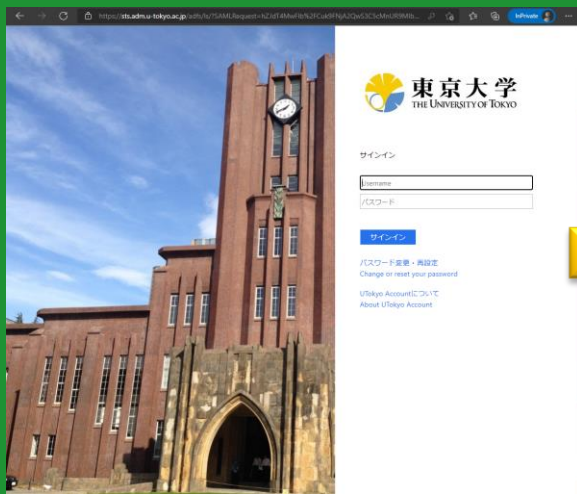 https://sts.adm.u-tokyo.ac.jp/adfs/ls/?SAMLRequest=
InPrivate
東京大学
THE UNIVERSITY OF TOKYO
サインイン
Username
パスワード
サインイン
パスワード変更・再設定
Change or reset your password
UTokyo Accountについて
About UTokyo Account